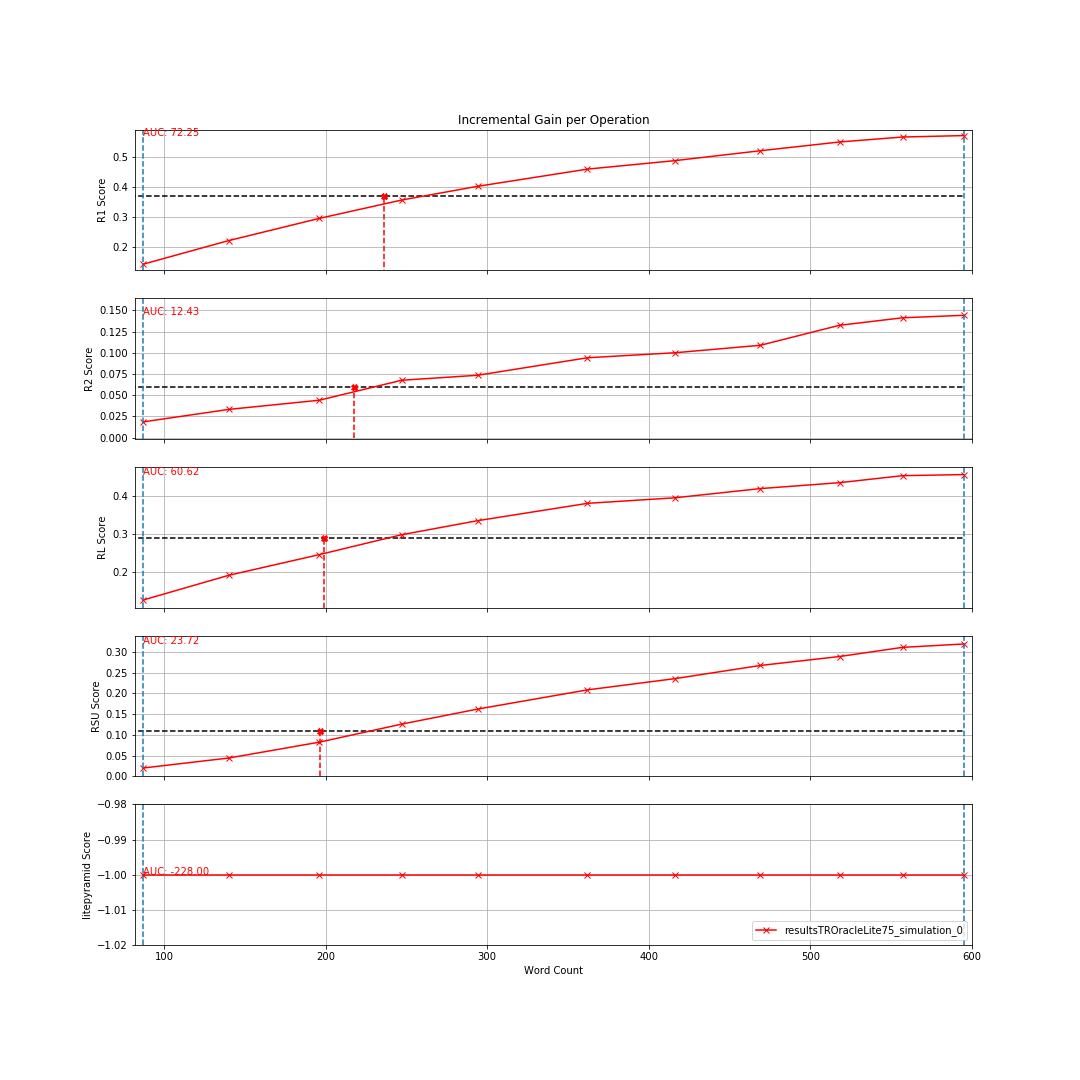 Incremental Gain per Operation
AUC: 72.25
0.5
0.4
0.3
0.2
R1 Score
AUC: 12.43
0.150
0.125
0.100
0.075
0.050
0.025
0.000
R2 Score
AUC: 60.62
0.4
0.3
0.2
RL Score
AUC: 23.72
0.30
0.25
0.20
0.15
0.10
0.05
0.00
RSU Score
−0.98
−0.99
−1.00
−1.01
−1.02
AUC: -228.00
litepyramid Score
resultsTROracleLite75_simulation_0
100 200 300 400 500 600
Word Count